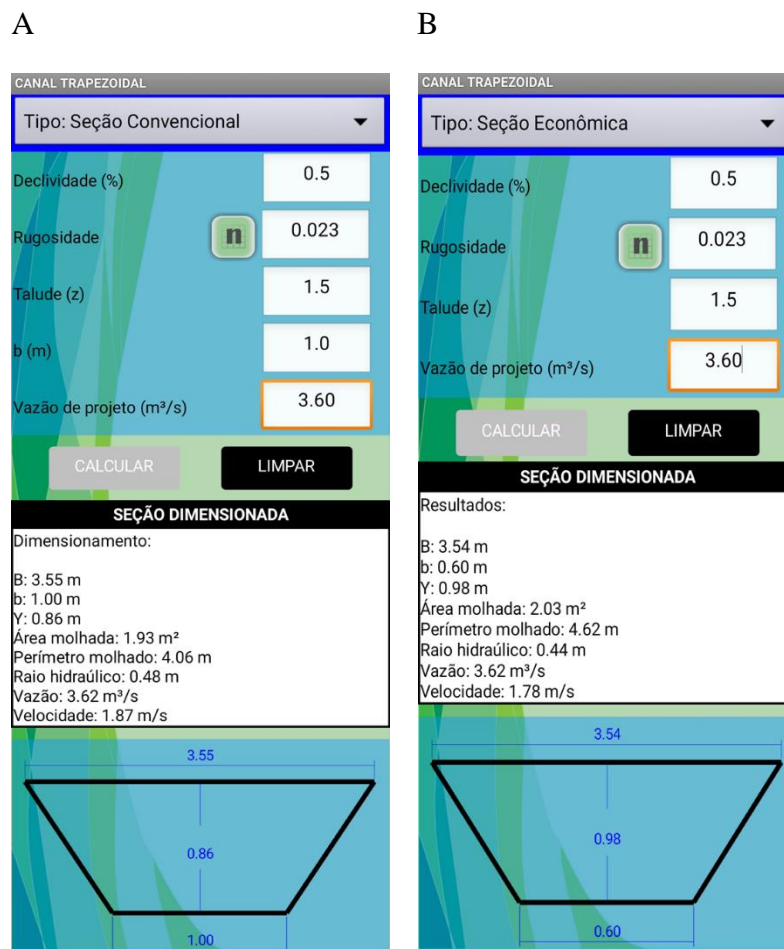 A
CANAL TRAPEZOIDAL
Tipo: Seção Convencional
Declividade (%) 0.5
Rugosidade n 0.023
Talude (z) 1.5
b (m) 1.0
Vazão de projeto (m³/s) 3.60
CALCULAR LIMPAR
SEÇÃO DIMENSIONADA
Dimensionamento:
B: 3.55 m
b: 1.00 m
Y: 0.86 m
Área molhada: 1.93 m²
Perímetro molhado: 4.06 m
Raio hidraúlico: 0.48 m
Vazão: 3.62 m³/s
Velocidade: 1.87 m/s
3.55
0.86
1.00
B
CANAL TRAPEZOIDAL
Tipo: Seção Econômica
Declividade (%) 0.5
Rugosidade n 0.023
Talude (z) 1.5
Vazão de projeto (m³/s) 3.60
CALCULAR LIMPAR
SEÇÃO DIMENSIONADA
Resultados:
B: 3.54 m
b: 0.60 m
Y: 0.98 m
Área molhada: 2.03 m²
Perímetro molhado: 4.62 m
Raio hidraúlico: 0.44 m
Vazão: 3.62 m³/s
Velocidade: 1.78 m/s
3.54
0.98
0.60